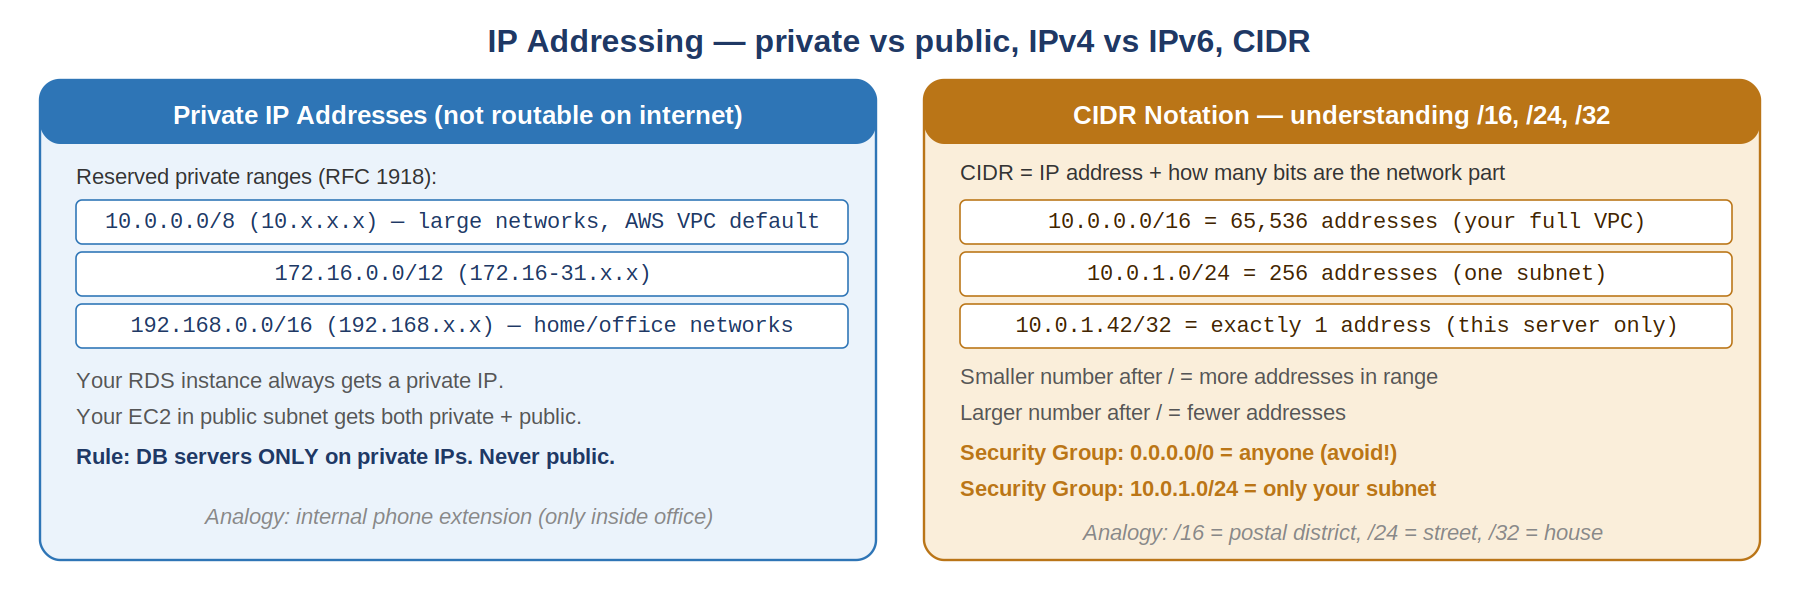 IP Addressing — private vs public, IPv4 vs IPv6, CIDR
Private IP Addresses (not routable on internet)
Reserved private ranges (RFC 1918):
10.0.0.0/8 (10.x.x.x) — large networks, AWS VPC default
172.16.0.0/12 (172.16-31.x.x)
192.168.0.0/16 (192.168.x.x) — home/office networks
Your RDS instance always gets a private IP.
Your EC2 in public subnet gets both private + public.
Rule: DB servers ONLY on private IPs. Never public.
Analogy: internal phone extension (only inside office)
CIDR Notation — understanding /16, /24, /32
CIDR = IP address + how many bits are the network part
10.0.0.0/16 = 65,536 addresses (your full VPC)
10.0.1.0/24 = 256 addresses (one subnet)
10.0.1.42/32 = exactly 1 address (this server only)
Smaller number after / = more addresses in range
Larger number after / = fewer addresses
Security Group: 0.0.0.0/0 = anyone (avoid!)
Security Group: 10.0.1.0/24 = only your subnet
Analogy: /16 = postal district, /24 = street, /32 = house